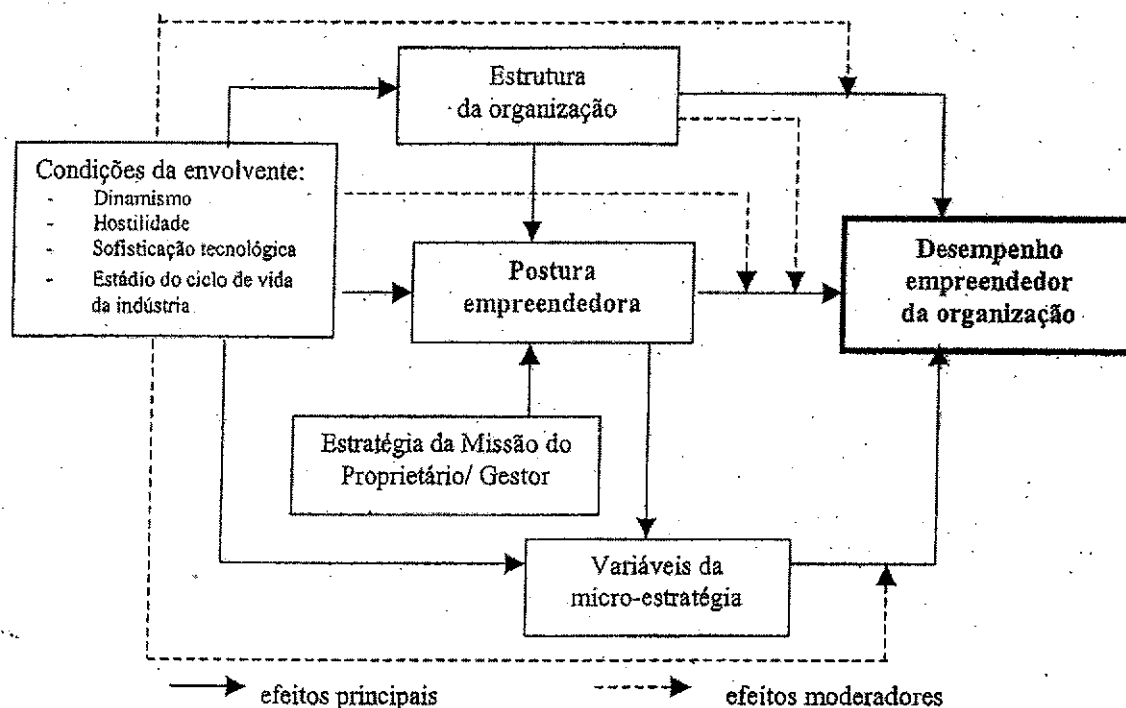 Estrutura
da organização
Condições da envolvente:
- Dinamismo
- Hostilidade
- Sofisticação tecnológica
- Estádio do ciclo de vida
da indústria
Postura
empreendedora
Desempenho
empreendedor
da organização
Estratégia da Missão do
Proprietário/ Gestor
Variáveis da
micro-estratégia
efeitos principais
efeitos moderadores